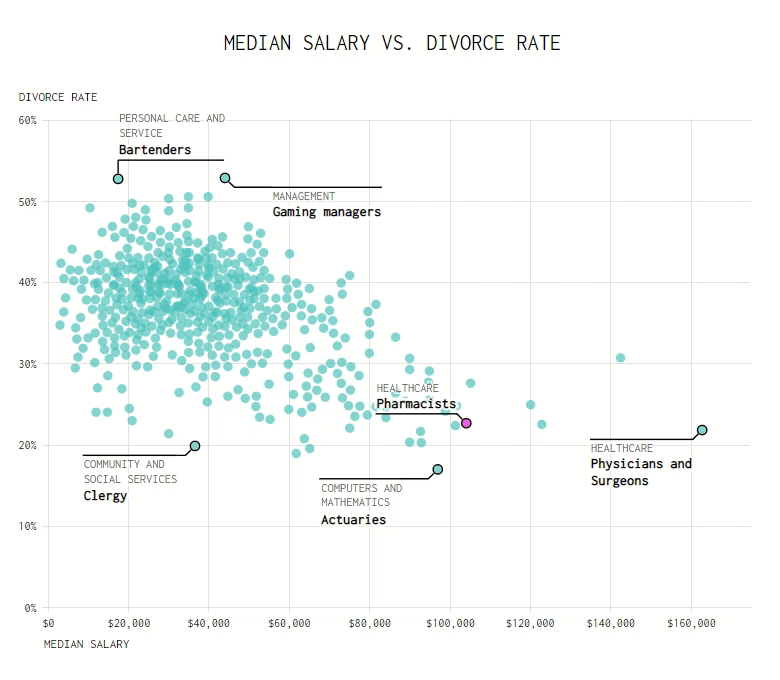 MEDIAN SALARY VS. DIVORCE RATE
DIVORCE RATE
60%
PERSONAL CARE AND
SERVICE
Bartenders
50%
MANAGEMENT
Gaming managers
40%
30%
HEALTHCARE
Pharmacists
20%
HEALTHCARE
Physicians and
Surgeons
COMMUNITY AND
SOCIAL SERVICES
Clergy
COMPUTERS AND
MATHEMATICS
Actuaries
10%
0%
$0
$20,000
$40,000
$60,000
$80,000
$100,000
$120,000
$140,000
$160,000
MEDIAN SALARY